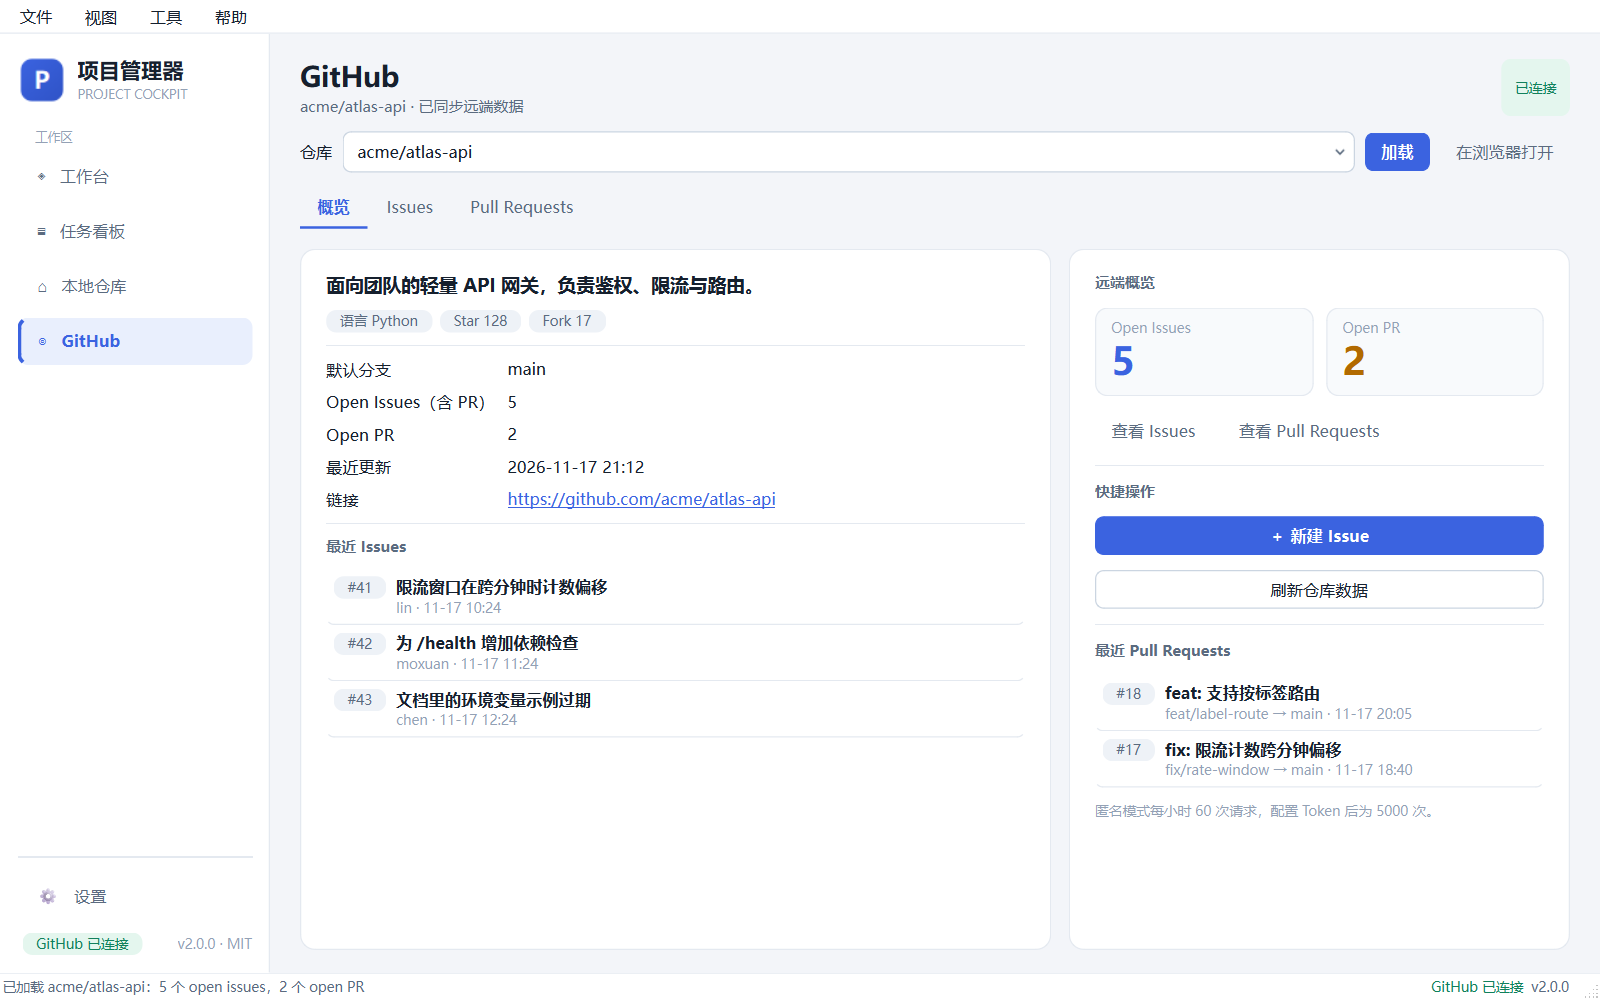 文件 视图 工具 帮助
P
项目管理器
PROJECT COCKPIT
工作区
工作台
任务看板
本地仓库
GitHub
设置
GitHub 已连接 v2.0.0 · MIT
GitHub
acme/atlas-api · 已同步远端数据
已连接
仓库 acme/atlas-api 加载 在浏览器打开
概览 Issues Pull Requests
面向团队的轻量 API 网关，负责鉴权、限流与路由。
语言 Python Star 128 Fork 17
默认分支 main
Open Issues（含 PR） 5
Open PR 2
最近更新 2026-11-17 21:12
链接 https://github.com/acme/atlas-api
最近 Issues
#41 限流窗口在跨分钟时计数偏移
lin · 11-17 10:24
#42 为 /health 增加依赖检查
moxuan · 11-17 11:24
#43 文档里的环境变量示例过期
chen · 11-17 12:24
远端概览
Open Issues Open PR
5 2
查看 Issues 查看 Pull Requests
快捷操作
+ 新建 Issue
刷新仓库数据
最近 Pull Requests
#18 feat: 支持按标签路由
feat/label-route → main · 11-17 20:05
#17 fix: 限流计数跨分钟偏移
fix/rate-window → main · 11-17 18:40
匿名模式每小时 60 次请求，配置 Token 后为 5000 次。
已加载 acme/atlas-api：5 个 open issues，2 个 open PR
GitHub 已连接 v2.0.0